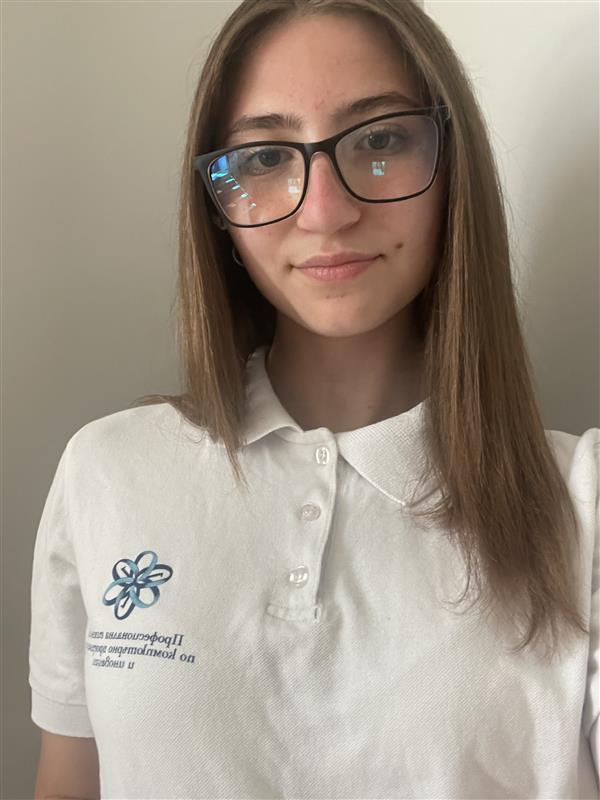 Професионална
по компютърно
и иновации